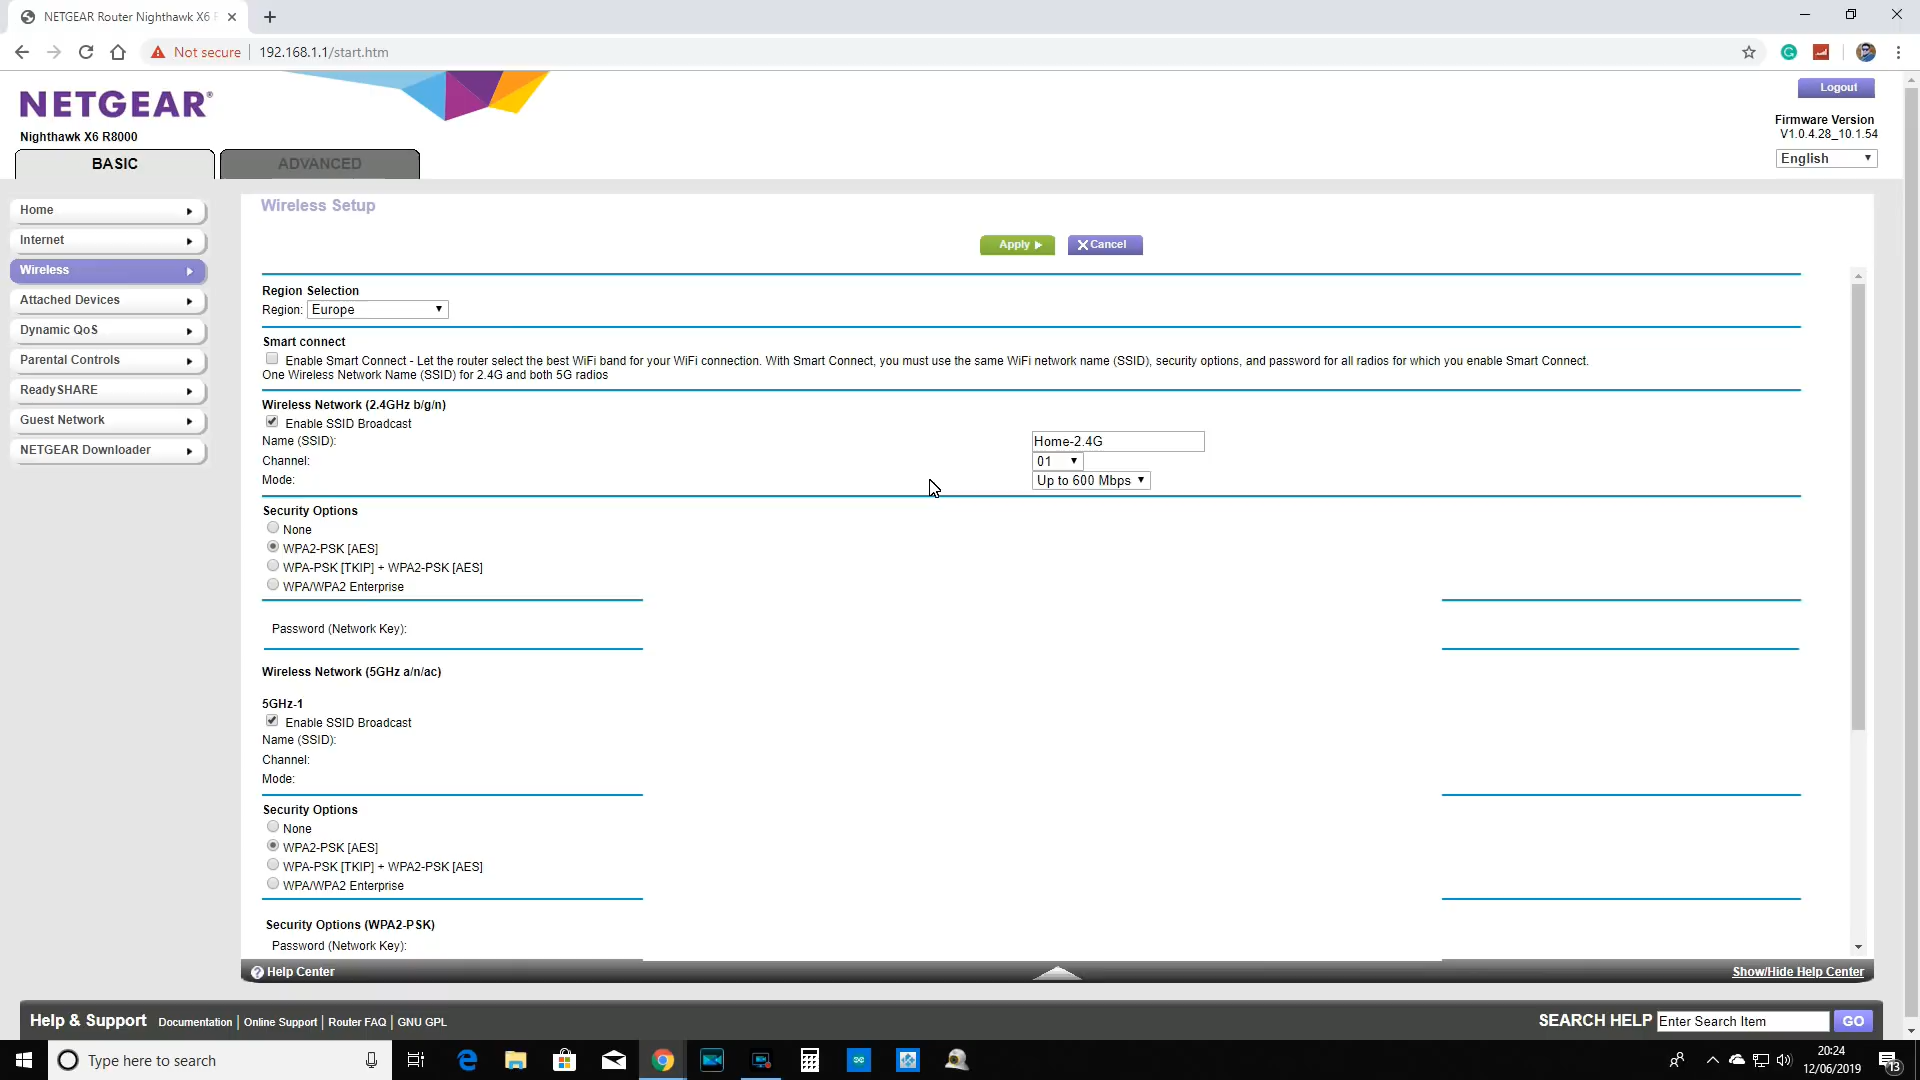 NETGEAR Router Nighthawk X6 R
Not secure
192.168.1.1/start.htm
NETGEAR®
Nighthawk X6 R8000
Logout
Firmware Version
V1.0.4.28_10.1.54
English
BASIC
ADVANCED
Home
Internet
Wireless
Attached Devices
Dynamic QoS
Parental Controls
ReadySHARE
Guest Network
NETGEAR Downloader
Wireless Setup
Apply
Cancel
Region Selection
Region: Europe
Smart connect
Enable Smart Connect - Let the router select the best WiFi band for your WiFi connection. With Smart Connect, you must use the same WiFi network name (SSID), security options, and password for all radios for which you enable Smart Connect.
One Wireless Network Name (SSID) for 2.4G and both 5G radios
Wireless Network (2.4GHz b/g/n)
Enable SSID Broadcast
Name (SSID): Home-2.4G
Channel: 01
Mode: Up to 600 Mbps
Security Options
None
WPA2-PSK [AES]
WPA-PSK [TKIP] + WPA2-PSK [AES]
WPA/WPA2 Enterprise
Password (Network Key):
Wireless Network (5GHz a/n/ac)
5GHz-1
Enable SSID Broadcast
Name (SSID):
Channel:
Mode:
Security Options
None
WPA2-PSK [AES]
WPA-PSK [TKIP] + WPA2-PSK [AES]
WPA/WPA2 Enterprise
Security Options (WPA2-PSK)
Password (Network Key):
Help Center
Show/Hide Help Center
Help & Support Documentation | Online Support | Router FAQ | GNU GPL
SEARCH HELP Enter Search Item GO
Type here to search
20:24
12/06/2019
13